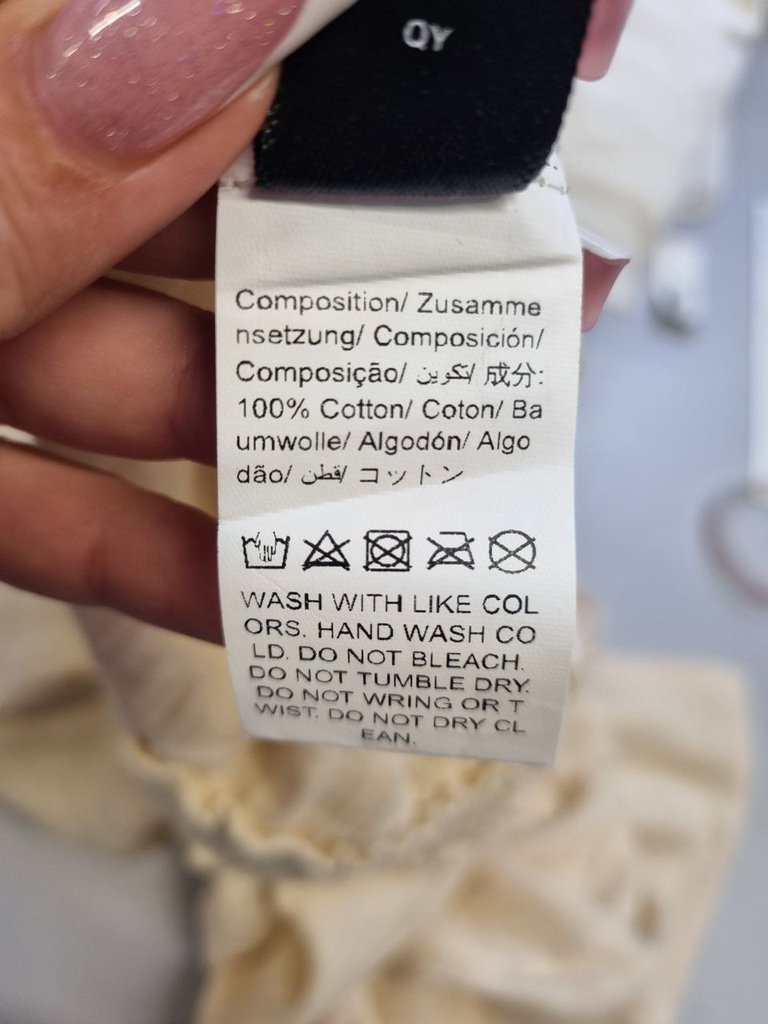 QY
Composition/ Zusamme
nsetzung/ Composición/
Composição/ تكوين/ 成分:
100% Cotton/ Coton/ Ba
umwolle/ Algodón/ Algo
dão/ قطن/ コットン
WASH WITH LIKE COL
ORS. HAND WASH CO
LD. DO NOT BLEACH.
DO NOT TUMBLE DRY.
DO NOT WRING OR T
WIST. DO NOT DRY CL
EAN.